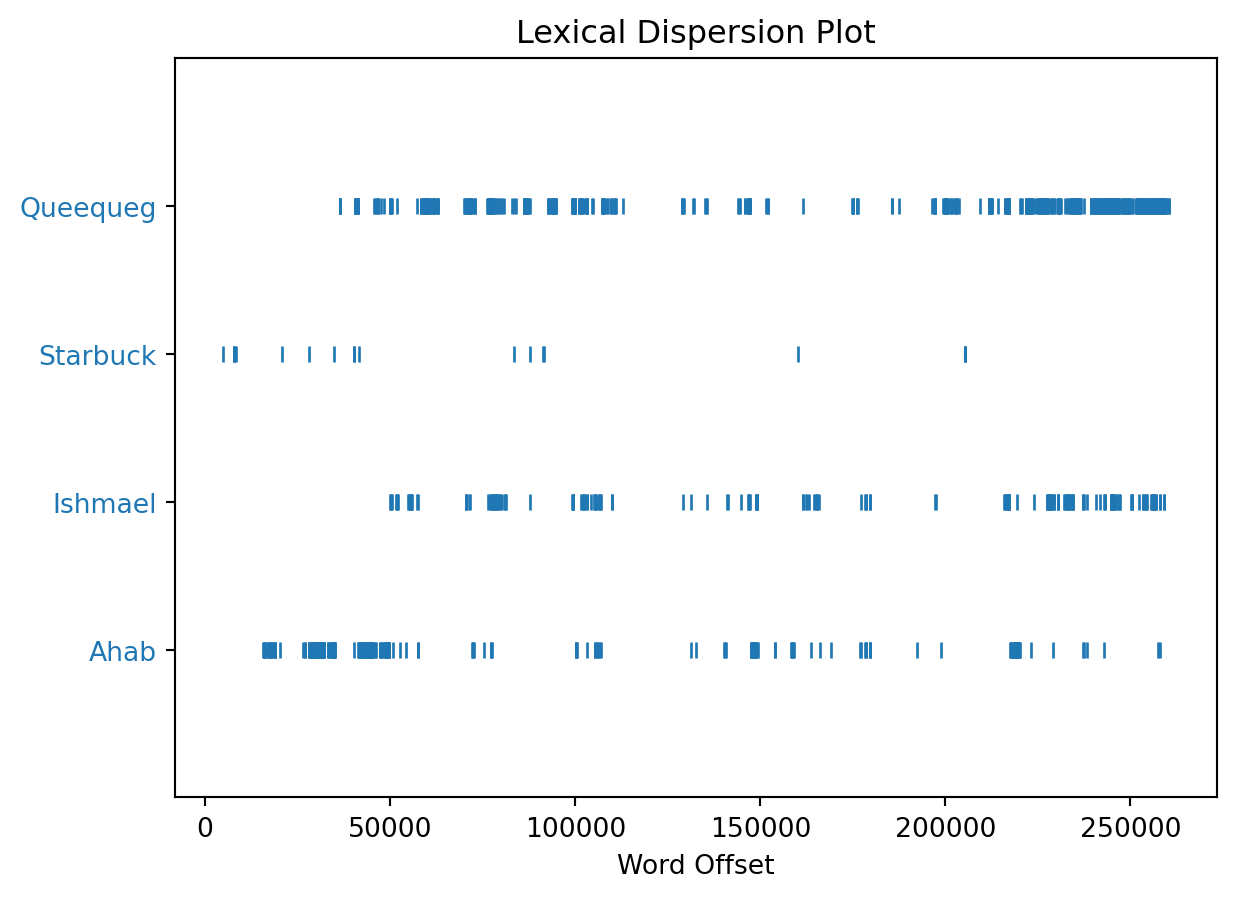 Lexical Dispersion Plot
Queequeg
Starbuck
Ishmael
Ahab
0 50000 100000 150000 200000 250000
Word Offset